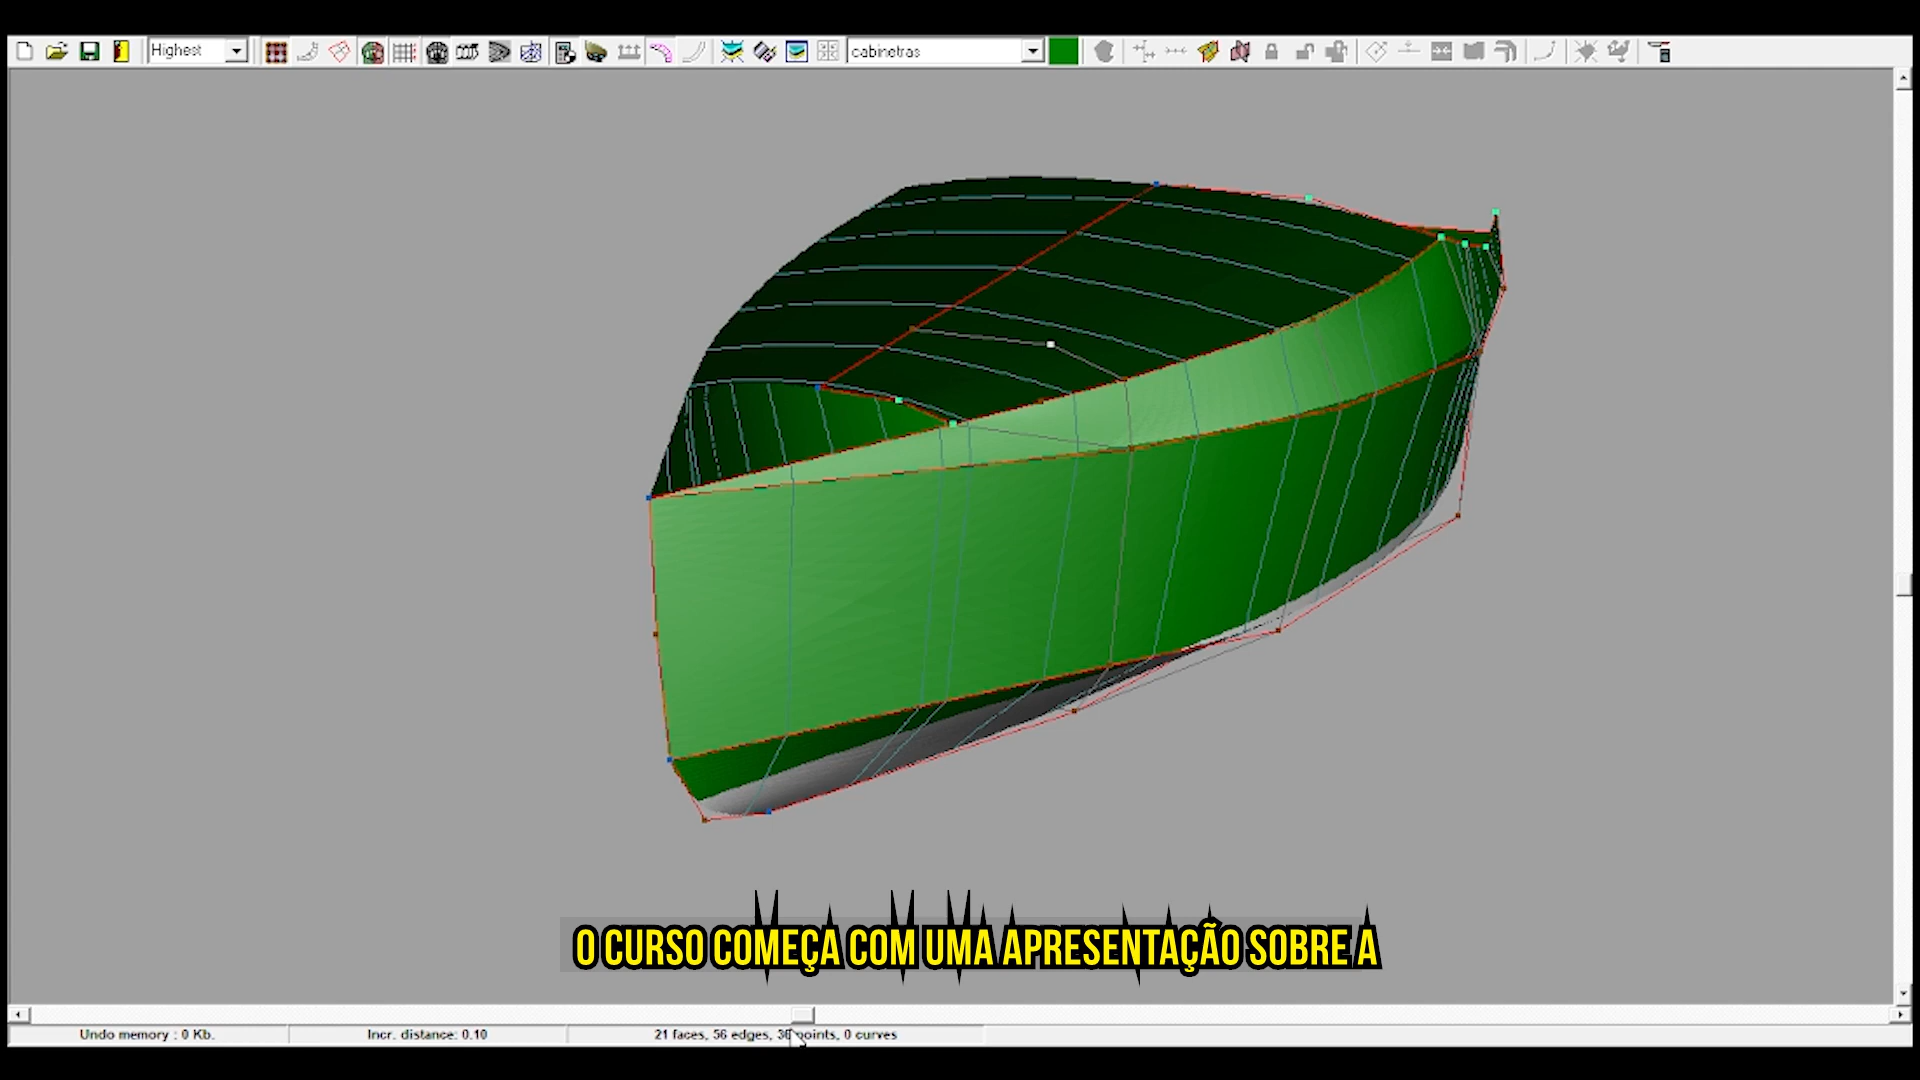 Highest
cabinetras
O CURSO COMEÇA COM UMA APRESENTAÇÃO SOBRE A
Undo memory : 0 Kb.
Incr. distance: 0.10
21 faces, 56 edges, 36 points, 0 curves